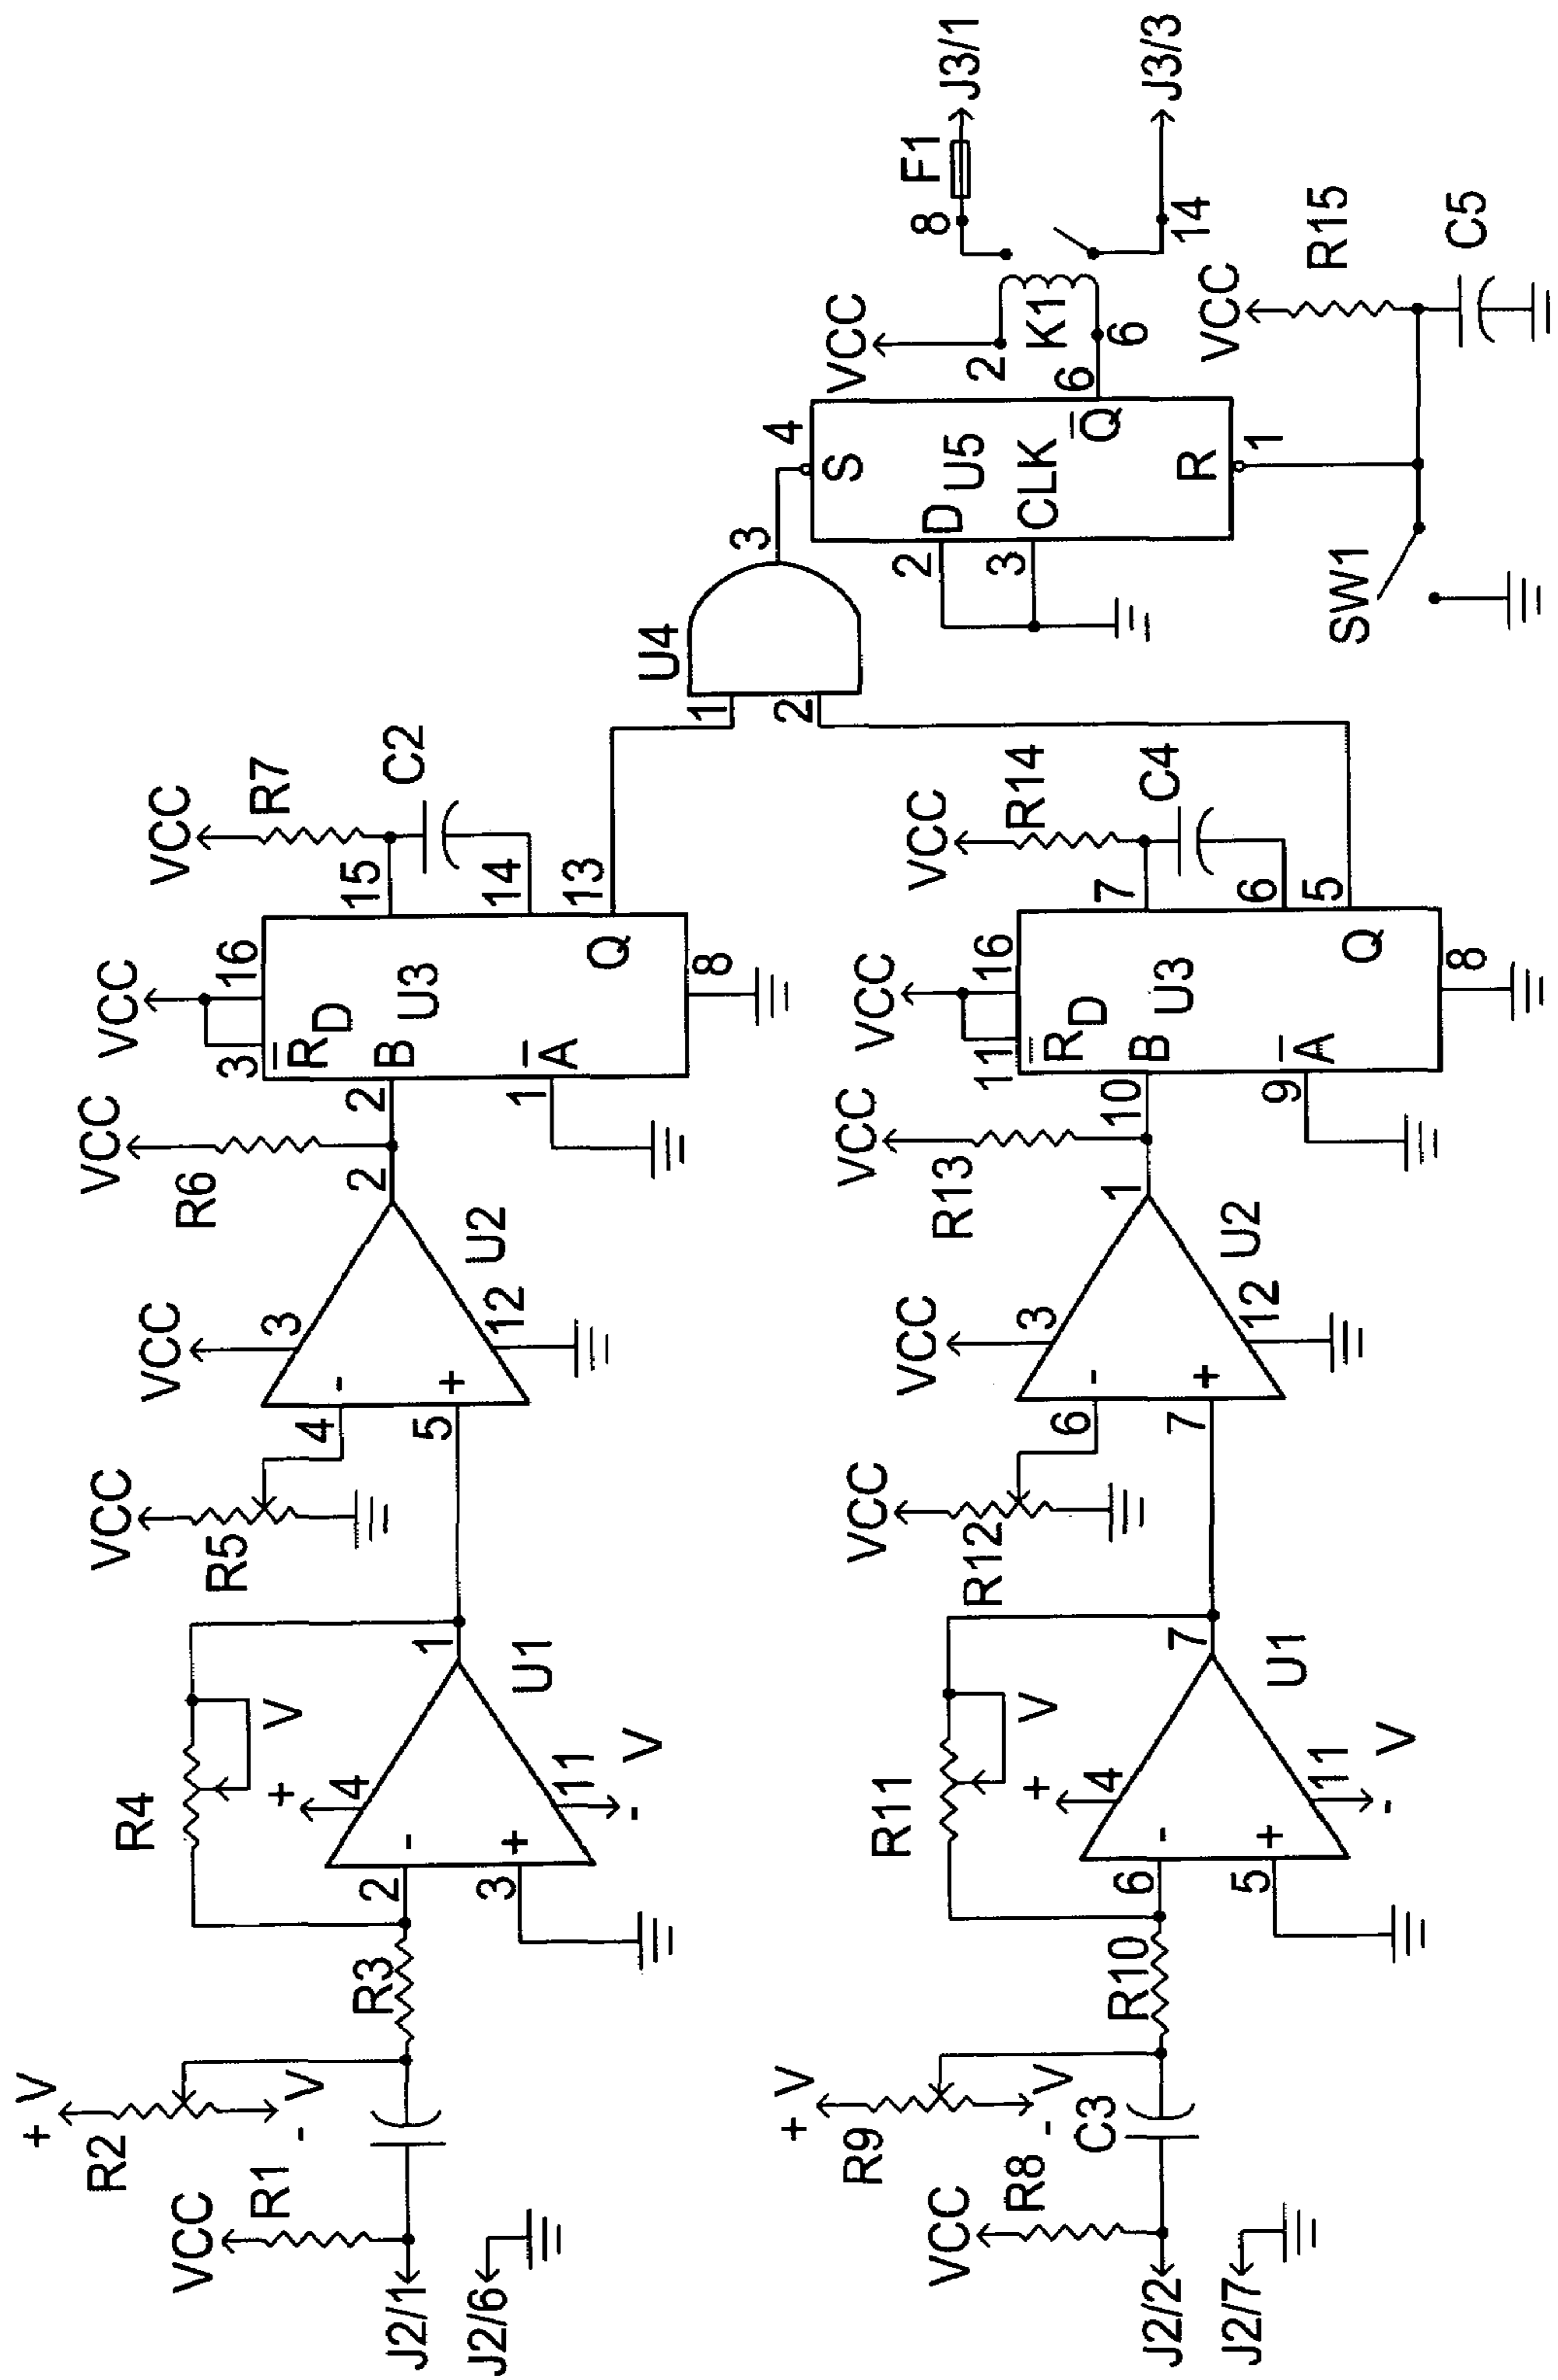 + V
R2
- V
VCC
R1
J2/1
J2/6
R3
R4
V
+
4
2
-
3
+
1
U1
11
-
V
VCC
R5
4
-
5
+
VCC
3
12
U2
2
VCC
R6
2
1
VCC
3
16
R̅D
B
U3
A̅
Q
8
15
14
13
VCC
R7
C2
1
2
U4
3
4
S
2
D
U5
3
CLK
Q̅
6
R
1
VCC
2
K1
6
8
F1
J3/1
14
J3/3
SW1
VCC
R15
C5
+ V
R9
- V
VCC
R8
C3
J2/2
J2/7
R10
R11
V
+
4
6
-
5
+
7
U1
11
-
V
VCC
R12
6
-
7
+
VCC
3
12
U2
1
VCC
R13
10
9
VCC
11
16
R̅D
B
U3
A̅
Q
8
7
6
5
VCC
R14
C4